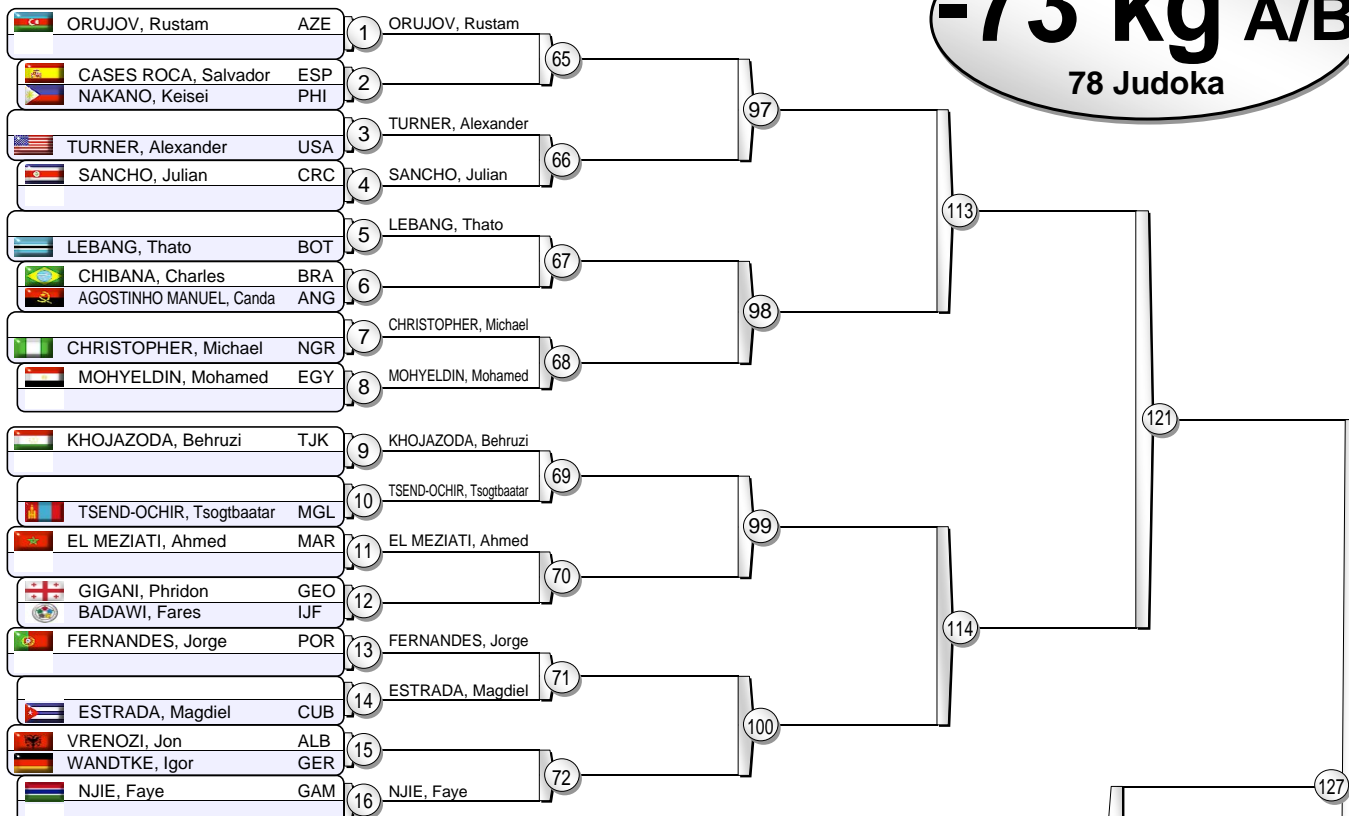 -73 kg A/B
78 Judoka
ORUJOV, Rustam AZE 1 ORUJOV, Rustam
65
CASES ROCA, Salvador ESP
NAKANO, Keisei PHI
2
97
TURNER, Alexander USA 3 TURNER, Alexander
66
SANCHO, Julian CRC 4 SANCHO, Julian
113
LEBANG, Thato BOT 5 LEBANG, Thato
67
CHIBANA, Charles BRA
AGOSTINHO MANUEL, Canda ANG
6
98
CHRISTOPHER, Michael NGR 7 CHRISTOPHER, Michael
68
MOHYELDIN, Mohamed EGY 8 MOHYELDIN, Mohamed
121
KHOJAZODA, Behruzi TJK 9 KHOJAZODA, Behruzi
69
TSEND-OCHIR, Tsogtbaatar MGL 10 TSEND-OCHIR, Tsogtbaatar
99
EL MEZIATI, Ahmed MAR 11 EL MEZIATI, Ahmed
70
GIGANI, Phridon GEO
BADAWI, Fares IJF
12
114
FERNANDES, Jorge POR 13 FERNANDES, Jorge
71
ESTRADA, Magdiel CUB 14 ESTRADA, Magdiel
100
VRENOZI, Jon ALB
WANDTKE, Igor GER
15
72
NJIE, Faye GAM 16 NJIE, Faye
127